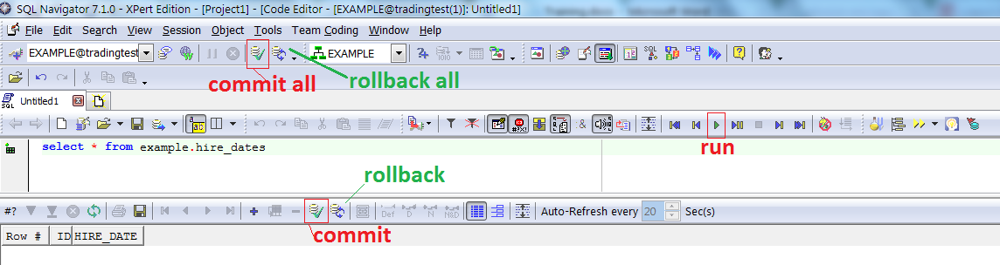 SQL Navigator 7.1.0 - XPert Edition - [Project1] - [Code Editor - [EXAMPLE@tradingtest(1)]: Untitled1]
File Edit Search View Session Object Tools Team Coding Window Help
EXAMPLE@tradingtest EXAMPLE
commit all rollback all
SQL Untitled1
run
select * from example.hire_dates
rollback
#? Def D N N&D Auto-Refresh every 20 Sec(s)
commit
Row # ID HIRE_DATE